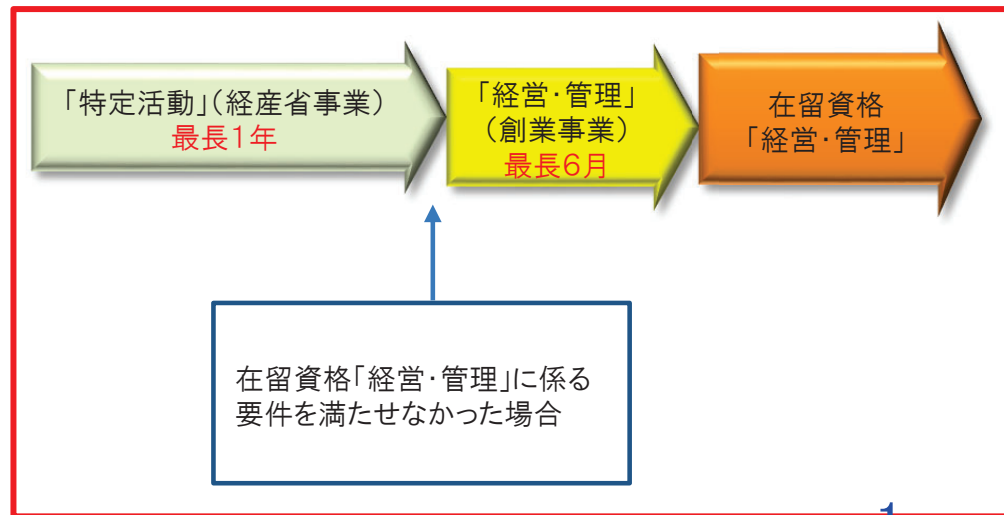 「特定活動」(経産省事業)
最長1年
「経営・管理」
(創業事業)
最長6月
在留資格
「経営・管理」
在留資格「経営・管理」に係る
要件を満たせなかった場合